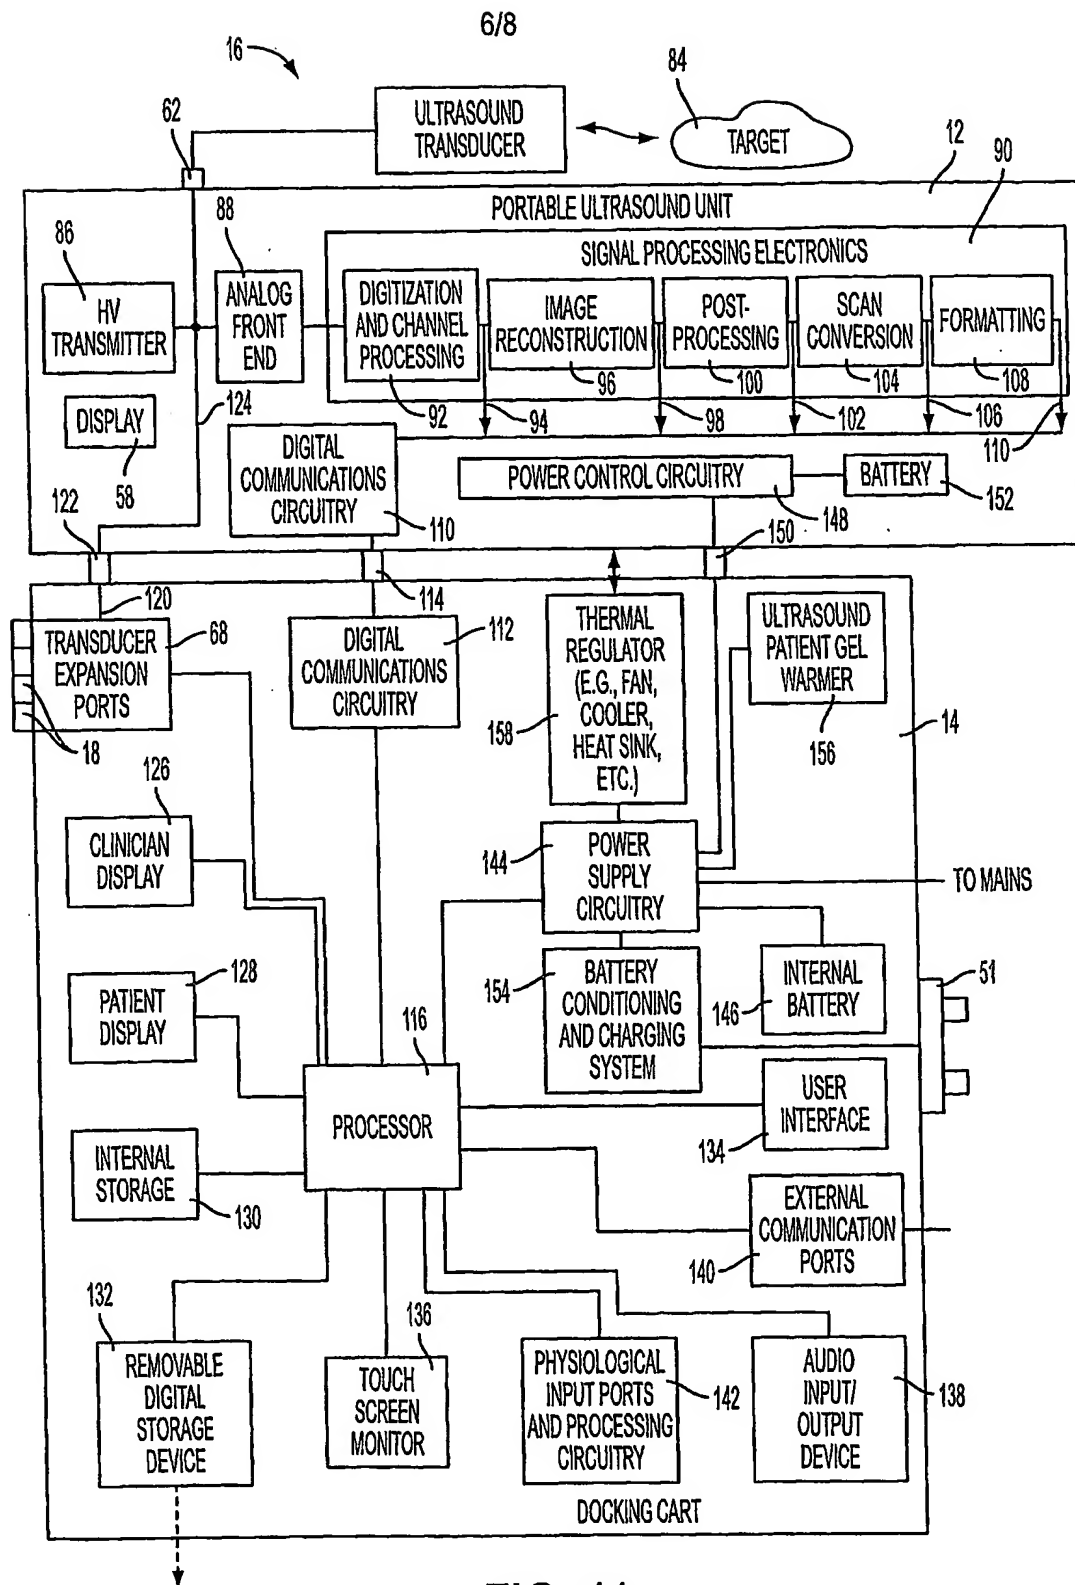 6/8
16
62
ULTRASOUND
TRANSDUCER
84
TARGET
12
90
PORTABLE ULTRASOUND UNIT
86
88
SIGNAL PROCESSING ELECTRONICS
HV
TRANSMITTER
ANALOG
FRONT
END
DIGITIZATION
AND CHANNEL
PROCESSING
92
IMAGE
RECONSTRUCTION
96
POST-
PROCESSING
100
SCAN
CONVERSION
104
FORMATTING
108
94
98
102
106
110
124
DISPLAY
58
DIGITAL
COMMUNICATIONS
CIRCUITRY
110
POWER CONTROL CIRCUITRY
148
BATTERY
152
122
114
150
120
TRANSDUCER
EXPANSION
PORTS
68
18
DIGITAL
COMMUNICATIONS
CIRCUITRY
112
THERMAL
REGULATOR
(E.G., FAN,
COOLER,
HEAT SINK,
ETC.)
158
ULTRASOUND
PATIENT GEL
WARMER
156
14
126
CLINICIAN
DISPLAY
144
POWER
SUPPLY
CIRCUITRY
TO MAINS
128
PATIENT
DISPLAY
154
BATTERY
CONDITIONING
AND CHARGING
SYSTEM
INTERNAL
BATTERY
146
51
116
PROCESSOR
USER
INTERFACE
134
INTERNAL
STORAGE
130
EXTERNAL
COMMUNICATION
PORTS
140
132
REMOVABLE
DIGITAL
STORAGE
DEVICE
136
TOUCH
SCREEN
MONITOR
PHYSIOLOGICAL
INPUT PORTS
AND PROCESSING
CIRCUITRY
142
AUDIO
INPUT/
OUTPUT
DEVICE
138
DOCKING CART